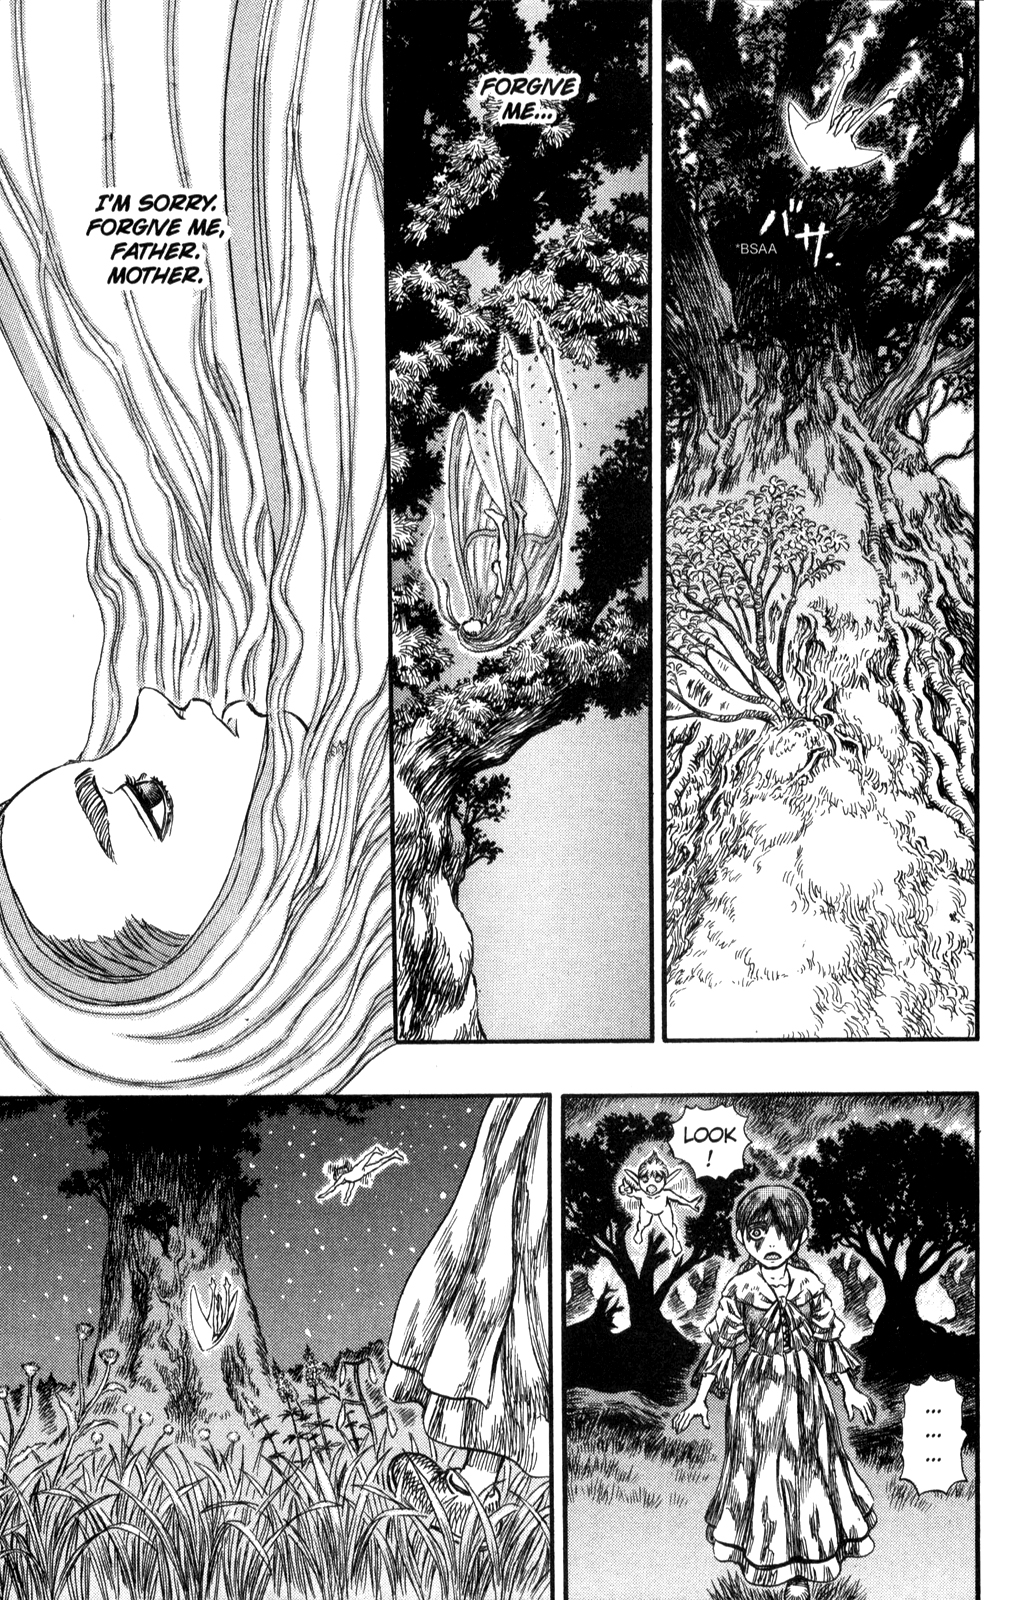 バサ..
*BSAA
FORGIVE
ME...
I'M SORRY.
FORGIVE ME,
FATHER.
MOTHER.
LOOK
!
...
...
...